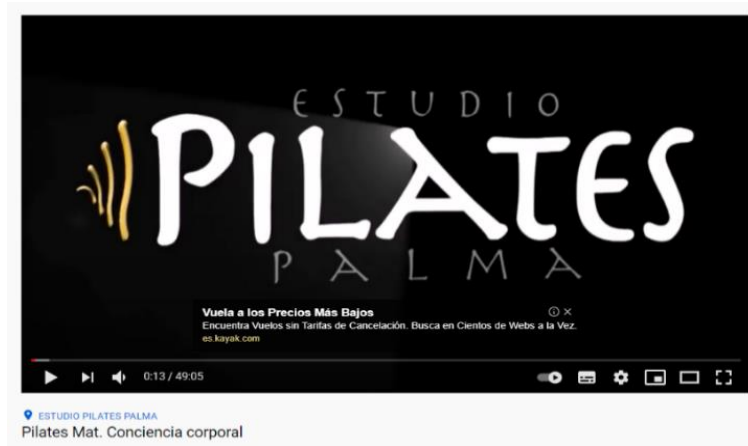 ESTUDIO
PILATES
PALMA
Vuela a los Precios Más Bajos
Encuentra Vuelos sin Tarifas de Cancelación. Busca en Cientos de Webs a la Vez.
es.kayak.com
0:13 / 49:05
ESTUDIO PILATES PALMA
Pilates Mat. Conciencia corporal